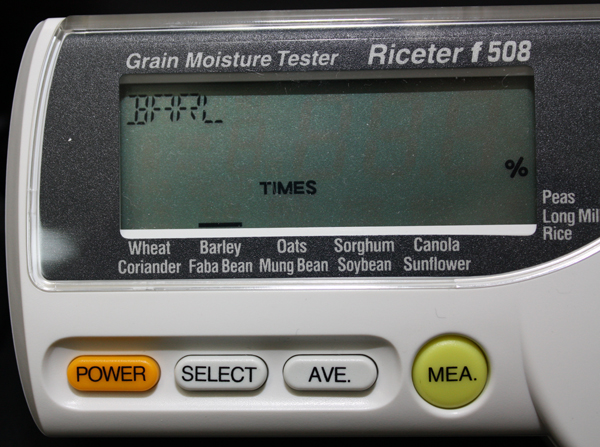 Grain Moisture Tester Riceter f 508
BARL
%
TIMES
Peas
Long Mil
Rice
Wheat Barley Oats Sorghum Canola
Coriander Faba Bean Mung Bean Soybean Sunflower
POWER SELECT AVE. MEA.